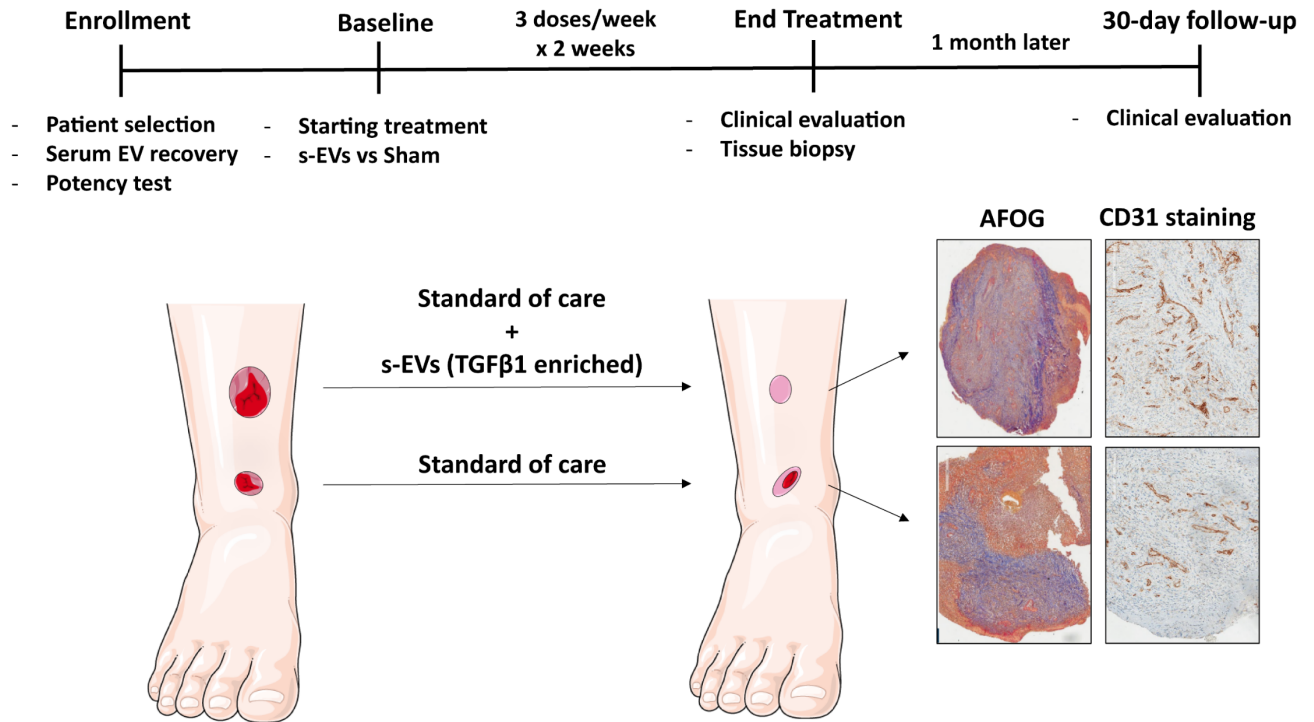 Enrollment
Baseline
3 doses/week
x 2 weeks
End Treatment
1 month later
30-day follow-up
- Patient selection
- Serum EV recovery
- Potency test
- Starting treatment
- s-EVs vs Sham
- Clinical evaluation
- Tissue biopsy
- Clinical evaluation
AFOG
CD31 staining
Standard of care
+
s-EVs (TGFβ1 enriched)
Standard of care